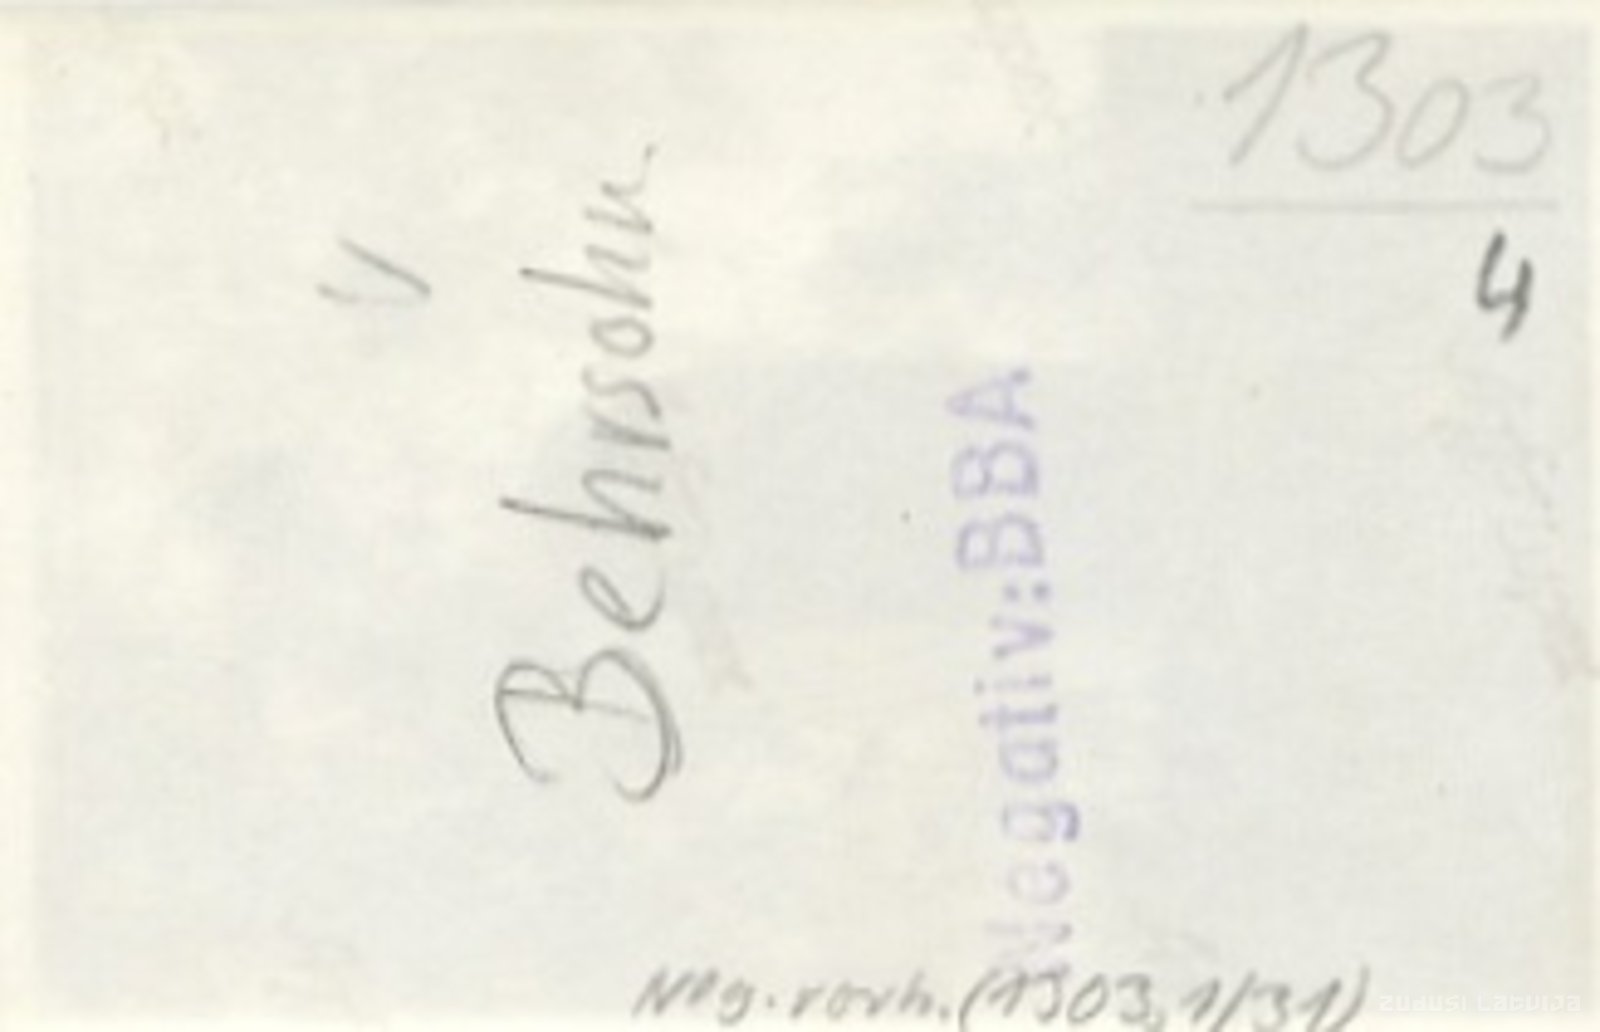 1303
4
Behrsohn
Negativ:BBA
Neg. vorh. (1303, 1/31)
zudusi Latvija